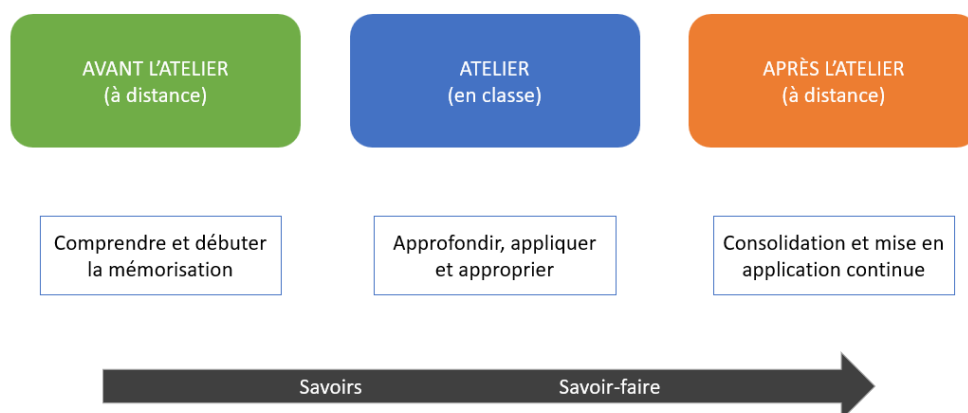 AVANT L'ATELIER
(à distance)
ATELIER
(en classe)
APRÈS L'ATELIER
(à distance)
Comprendre et débuter
la mémorisation
Approfondir, appliquer
et approprier
Consolidation et mise en
application continue
Savoirs
Savoir-faire